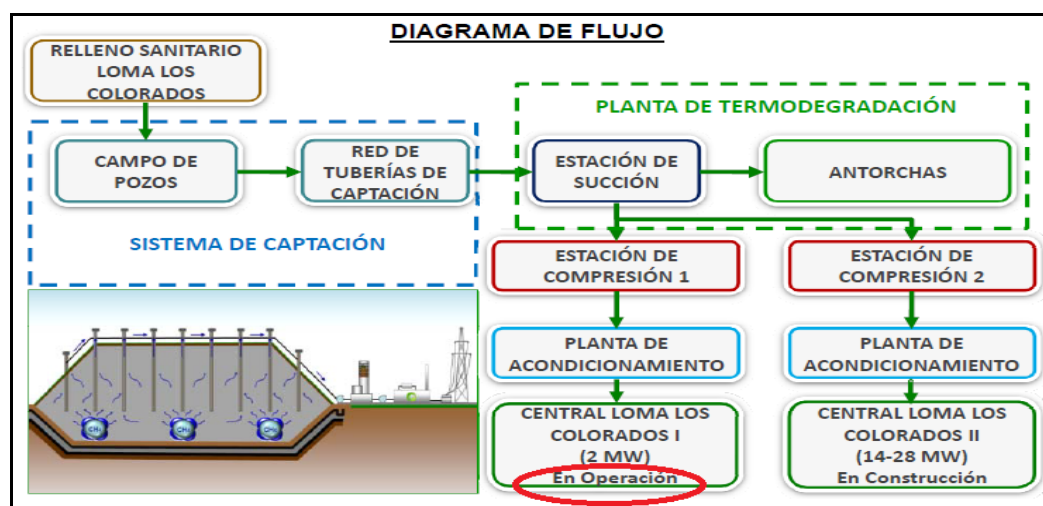 DIAGRAMA DE FLUJO
RELLENO SANITARIO
LOMA LOS
COLORADOS
PLANTA DE TERMODEGRADACIÓN
CAMPO DE
POZOS
RED DE
TUBERÍAS DE
CAPTACIÓN
ESTACIÓN DE
SUCCIÓN
ANTORCHAS
SISTEMA DE CAPTACIÓN
ESTACIÓN DE
COMPRESIÓN 1
ESTACIÓN DE
COMPRESIÓN 2
PLANTA DE
ACONDICIONAMIENTO
PLANTA DE
ACONDICIONAMIENTO
CENTRAL LOMA LOS
COLORADOS I
(2 MW)
En Operación
CENTRAL LOMA LOS
COLORADOS II
(14-28 MW)
En Construcción
CH₄
CH₄
CH₄